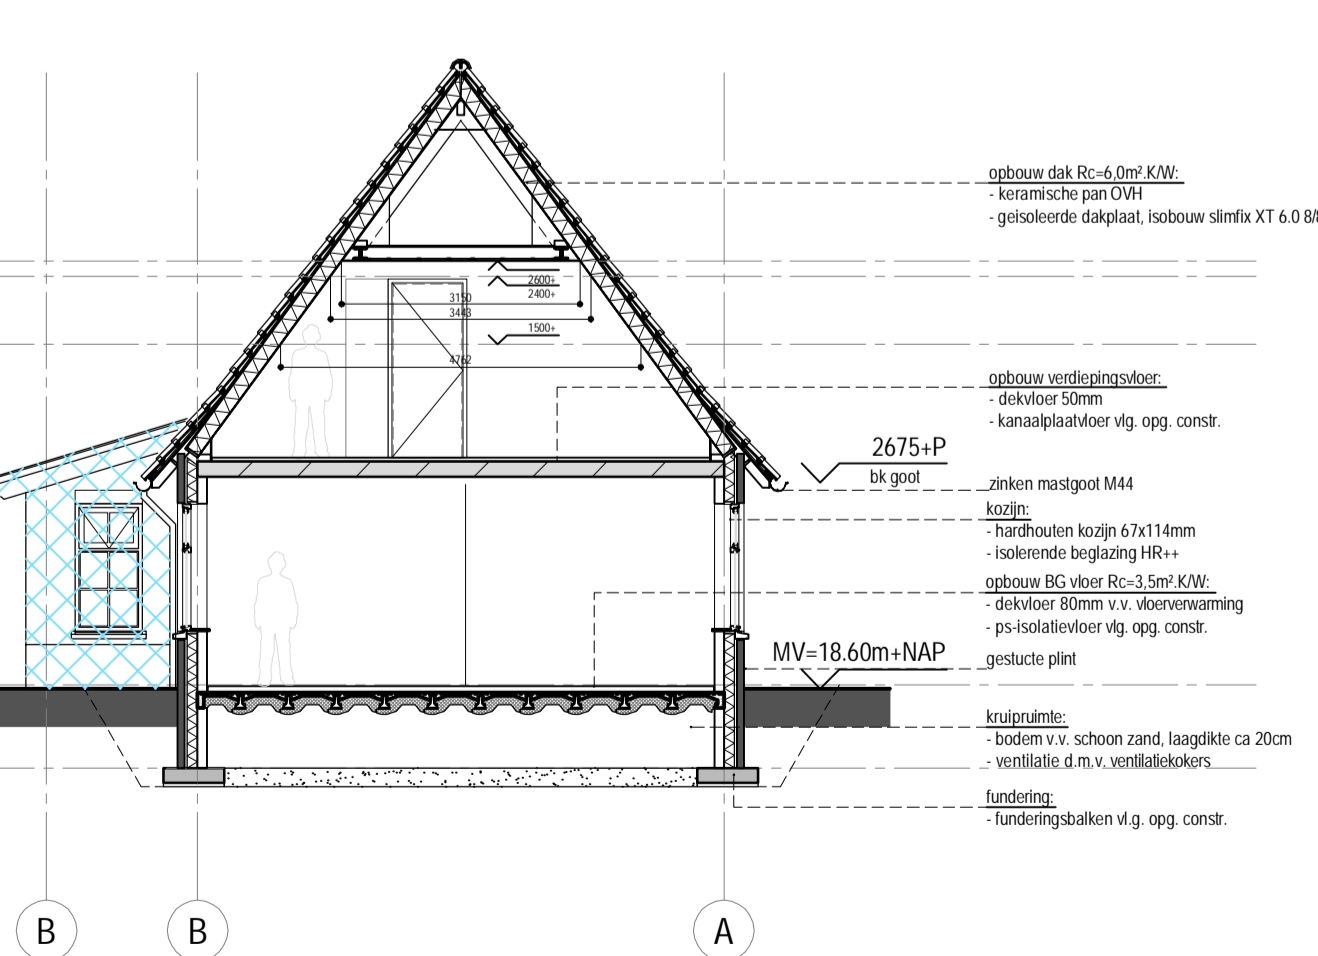 opbouw dak Rc=6,0m².K/W:
- keramische pan OVH
- geisoleerde dakplaat, isobouw slimfix XT 6.0 8/8
2600+
2400+
3150
3443
1500+
4762
opbouw verdiepingsvloer:
- dekvloer 50mm
- kanaalplaatvloer vlg. opg. constr.
2675+P
bk goot
zinken mastgoot M44
kozijn:
- hardhouten kozijn 67x114mm
- isolerende beglazing HR++
opbouw BG vloer Rc=3,5m².K/W:
- dekvloer 80mm v.v. vloerverwarming
- ps-isolatievloer vlg. opg. constr.
MV=18.60m+NAP
gestucte plint
kruipruimte:
- bodem v.v. schoon zand, laagdikte ca 20cm
- ventilatie d.m.v. ventilatiekokers
fundering:
- funderingsbalken vl.g. opg. constr.
B
B
A